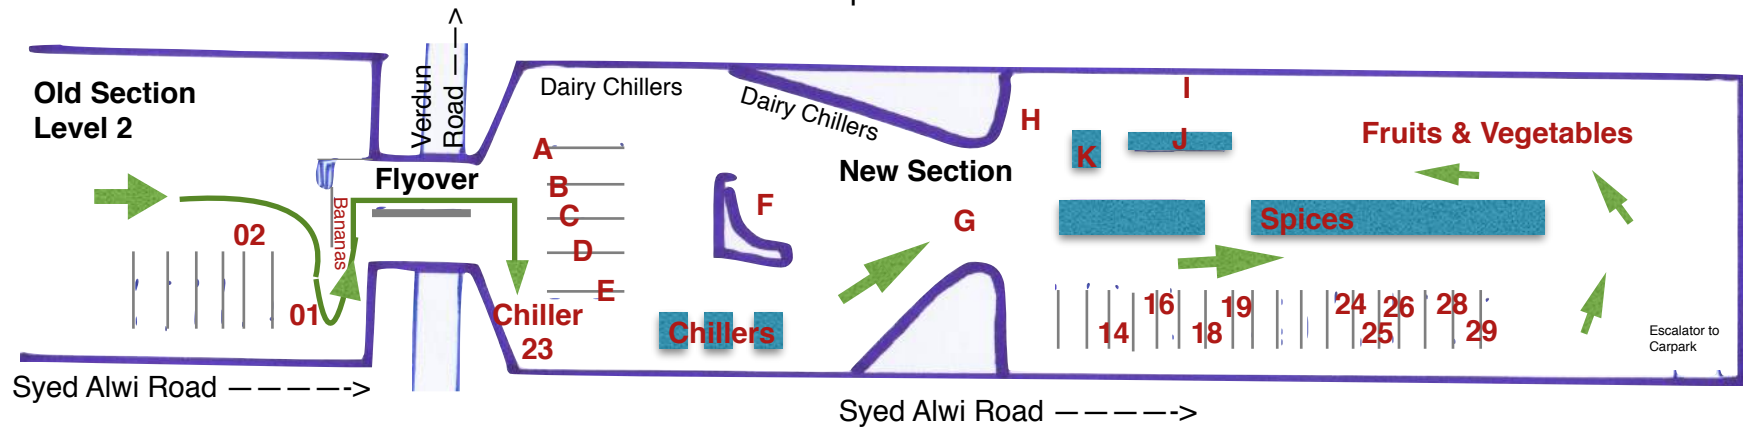 Old Section
Level 2
02
01
Bananas
Verdun
Road — — ->
Flyover
Chiller
23
Dairy Chillers
Dairy Chillers
A
B
C
D
E
F
Chillers
New Section
G
H
I
J
K
Fruits & Vegetables
Spices
14
16
18
19
24
25
26
28
29
Escalator to
Carpark
Syed Alwi Road — — — —->
Syed Alwi Road — — — —->